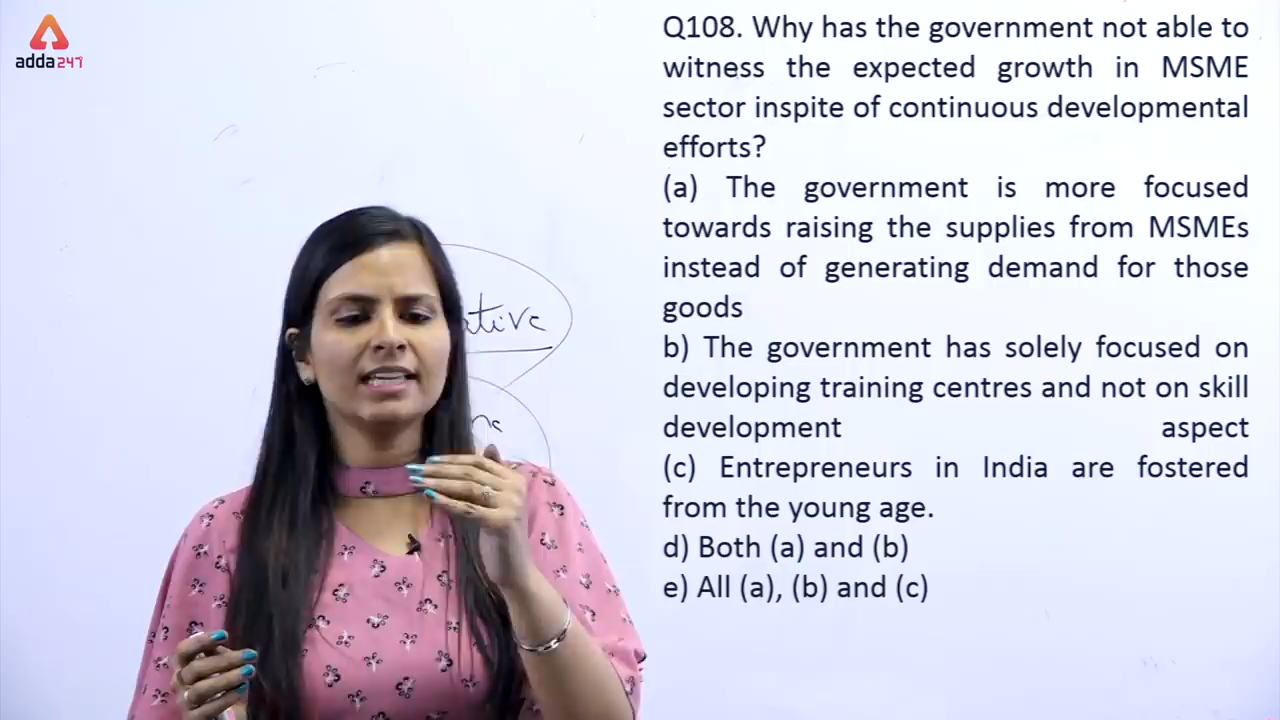 adda247
Q108. Why has the government not able to
witness the expected growth in MSME
sector inspite of continuous developmental
efforts?
(a) The government is more focused
towards raising the supplies from MSMEs
instead of generating demand for those
goods
b) The government has solely focused on
developing training centres and not on skill
development aspect
(c) Entrepreneurs in India are fostered
from the young age.
d) Both (a) and (b)
e) All (a), (b) and (c)